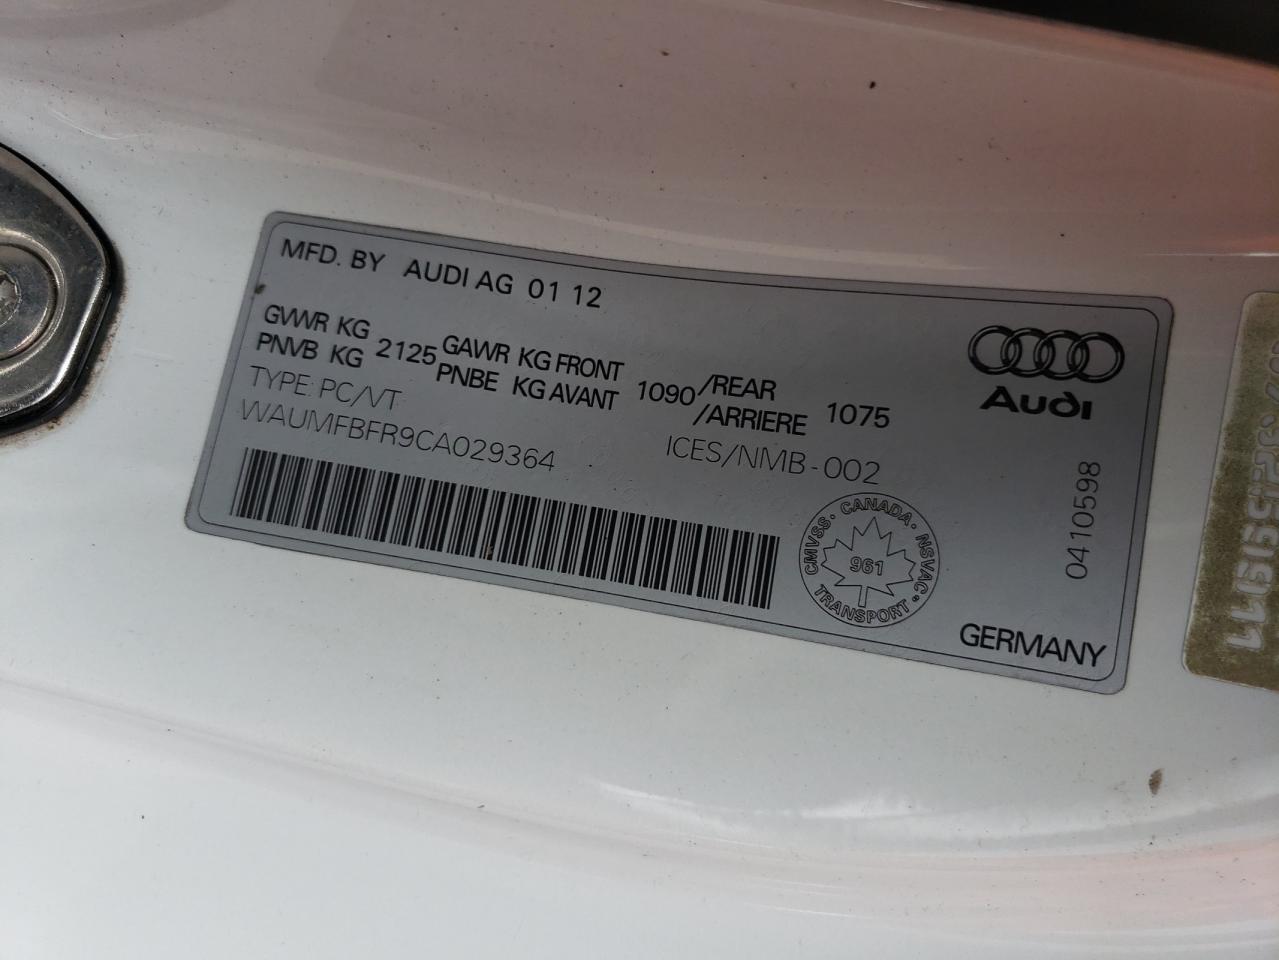 MFD. BY AUDI AG 01 12
GVWR KG 2125 GAWR KG FRONT 1090 /REAR 1075
PNVB KG PNBE KG AVANT /ARRIERE
TYPE: PC/VT
WAUMFBFR9CA029364
ICES/NMB-002
CMVSS · CANADA · NSVAC · TRANSPORT ·
961
Audi
0410598
GERMANY